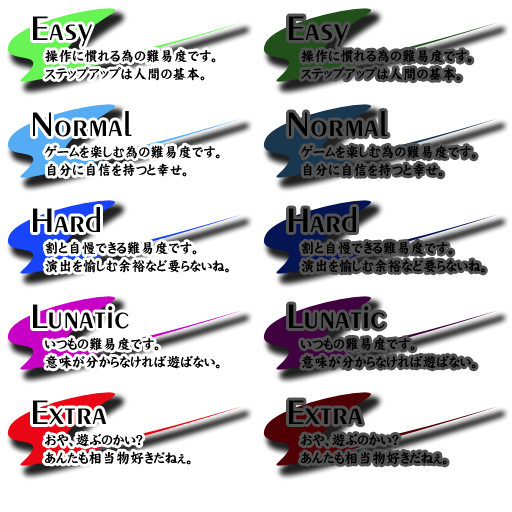 Easy
操作に慣れる為の難易度です。
ステップアップは人間の基本。
Normal
ゲームを楽しむ為の難易度です。
自分に自信を持つと幸せ。
Hard
割と自慢できる難易度です。
演出を愉しむ余裕など要らないね。
Lunatic
いつもの難易度です。
意味が分からなければ遊ばない。
Extra
おや、遊ぶのかい?
あんたも相当物好きだねぇ。
Easy
操作に慣れる為の難易度です。
ステップアップは人間の基本。
Normal
ゲームを楽しむ為の難易度です。
自分に自信を持つと幸せ。
Hard
割と自慢できる難易度です。
演出を愉しむ余裕など要らないね。
Lunatic
いつもの難易度です。
意味が分からなければ遊ばない。
Extra
おや、遊ぶのかい?
あんたも相当物好きだねぇ。